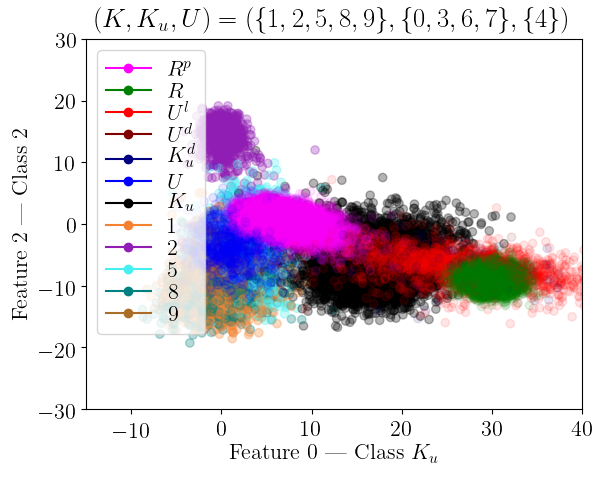 (K, K_u, U) = ({1, 2, 5, 8, 9}, {0, 3, 6, 7}, {4})
30
20
10
0
−10
−20
−30
Feature 2 — Class 2
R^p
R
U^l
U^d
K_u^d
U
K_u
1
2
5
8
9
−10
0
10
20
30
40
Feature 0 — Class K_u